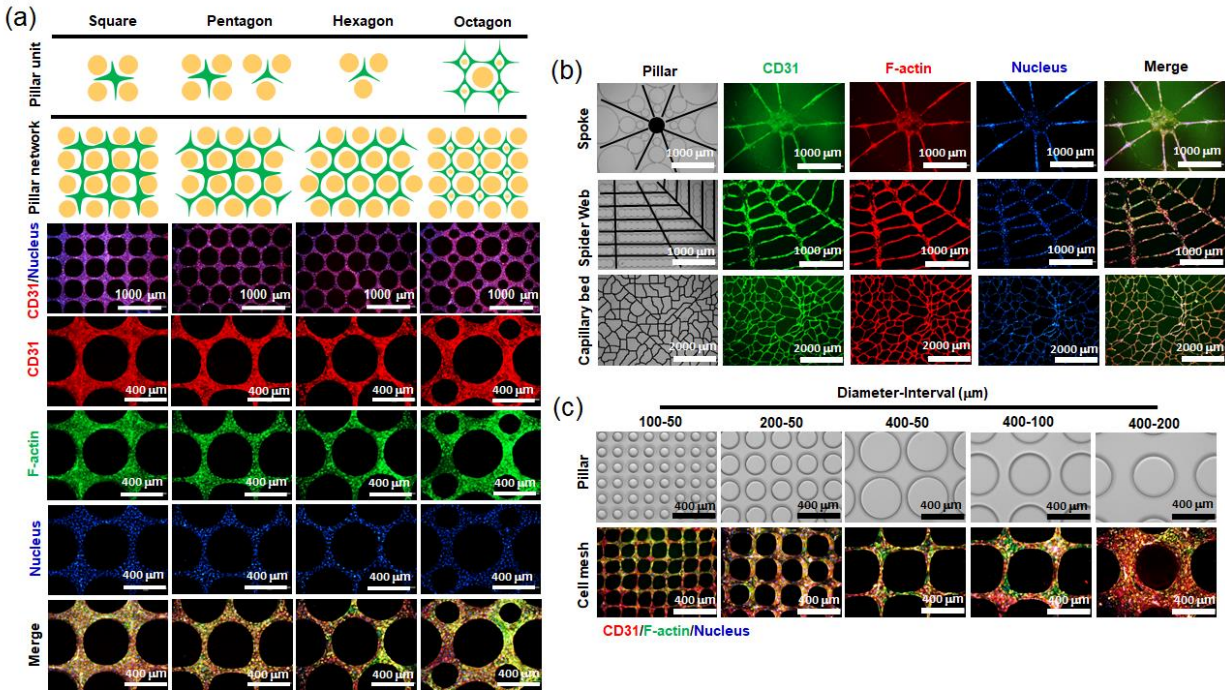 (a)
Square Pentagon Hexagon Octagon
Pillar unit
Pillar network
CD31/Nucleus
1000 μm 1000 μm 1000 μm 1000 μm
CD31
400 μm 400 μm 400 μm 400 μm
F-actin
400 μm 400 μm 400 μm 400 μm
Nucleus
400 μm 400 μm 400 μm 400 μm
Merge
400 μm 400 μm 400 μm 400 μm
(b)
Pillar CD31 F-actin Nucleus Merge
Spoke
1000 μm 1000 μm 1000 μm 1000 μm 1000 μm
Spider Web
1000 μm 1000 μm 1000 μm 1000 μm 1000 μm
Capillary bed
2000 μm 2000 μm 2000 μm 2000 μm 2000 μm
(c)
Diameter-Interval (μm)
100-50 200-50 400-50 400-100 400-200
Pillar
400 μm 400 μm 400 μm 400 μm 400 μm
Cell mesh
400 μm 400 μm 400 μm 400 μm 400 μm
CD31/F-actin/Nucleus